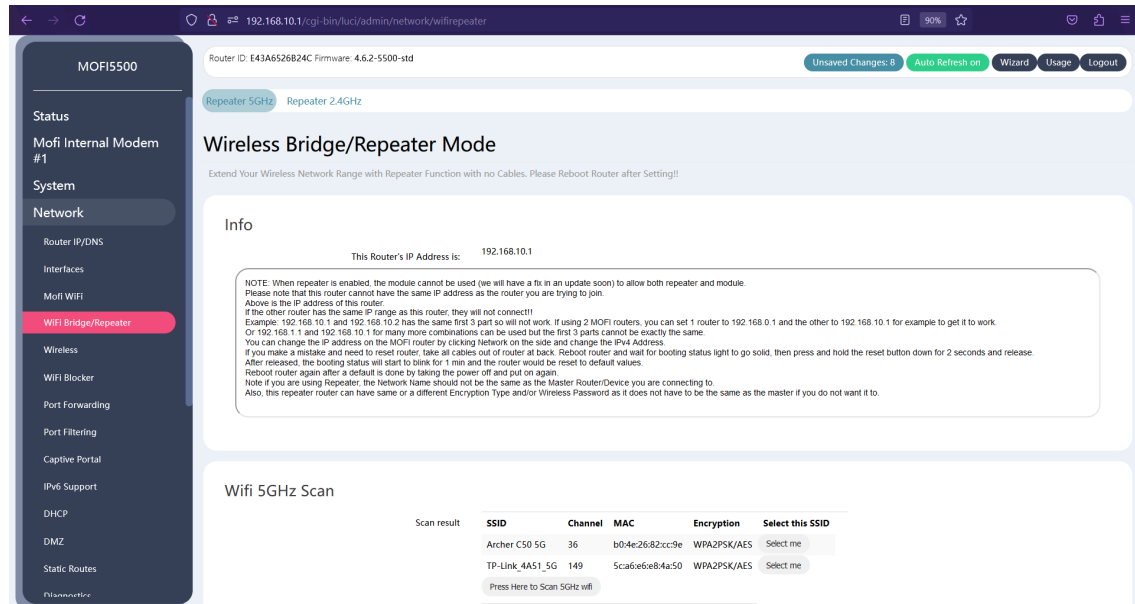 192.168.10.1/cgi-bin/luci/admin/network/wifirepeater 90%
MOFI5500
Status
Mofi Internal Modem
#1
System
Network
Router IP/DNS
Interfaces
Mofi WiFi
WiFi Bridge/Repeater
Wireless
WiFi Blocker
Port Forwarding
Port Filtering
Captive Portal
IPv6 Support
DHCP
DMZ
Static Routes
Diagnostics
Router ID: E43A6526B24C Firmware: 4.6.2-5500-std
Unsaved Changes: 8 Auto Refresh on Wizard Usage Logout
Repeater 5GHz Repeater 2.4GHz
Wireless Bridge/Repeater Mode
Extend Your Wireless Network Range with Repeater Function with no Cables. Please Reboot Router after Setting!!
Info
This Router's IP Address is: 192.168.10.1
NOTE: When repeater is enabled, the module cannot be used (we will have a fix in an update soon) to allow both repeater and module.
Please note that this router cannot have the same IP address as the router you are trying to join.
Above is the IP address of this router.
If the other router has the same IP range as this router, they will not connect!!
Example: 192.168.10.1 and 192.168.10.2 has the same first 3 part so will not work. If using 2 MOFI routers, you can set 1 router to 192.168.0.1 and the other to 192.168.10.1 for example to get it to work.
Or 192.168.1.1 and 192.168.10.1 for many more combinations can be used but the first 3 parts cannot be exactly the same.
You can change the IP address on the MOFI router by clicking Network on the side and change the IPv4 Address.
If you make a mistake and need to reset router, take all cables out of router at back. Reboot router and wait for booting status light to go solid, then press and hold the reset button down for 2 seconds and release.
After released, the booting status will start to blink for 1 min and the router would be reset to default values.
Reboot router again after a default is done by taking the power off and put on again.
Note if you are using Repeater, the Network Name should not be the same as the Master Router/Device you are connecting to.
Also, this repeater router can have same or a different Encryption Type and/or Wireless Password as it does not have to be the same as the master if you do not want it to.
Wifi 5GHz Scan
Scan result SSID Channel MAC Encryption Select this SSID
Archer C50 5G 36 b0:4e:26:82:cc:9e WPA2PSK/AES Select me
TP-Link_4A51_5G 149 5c:a6:e6:e8:4a:50 WPA2PSK/AES Select me
Press Here to Scan 5GHz wifi